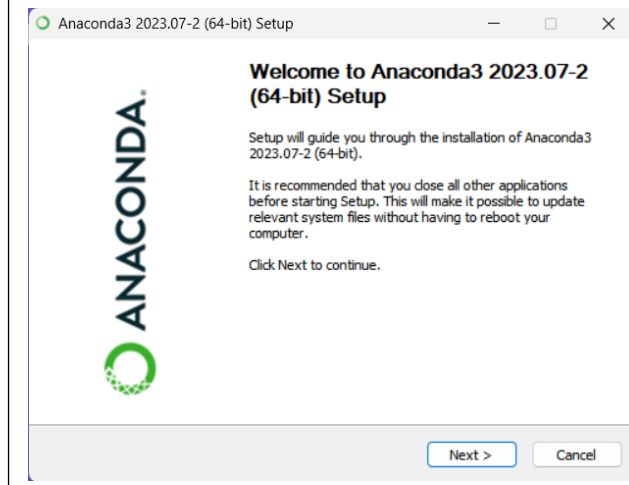 Anaconda3 2023.07-2 (64-bit) Setup
ANACONDA.
Welcome to Anaconda3 2023.07-2
(64-bit) Setup
Setup will guide you through the installation of Anaconda3
2023.07-2 (64-bit).
It is recommended that you close all other applications
before starting Setup. This will make it possible to update
relevant system files without having to reboot your
computer.
Click Next to continue.
Next >
Cancel